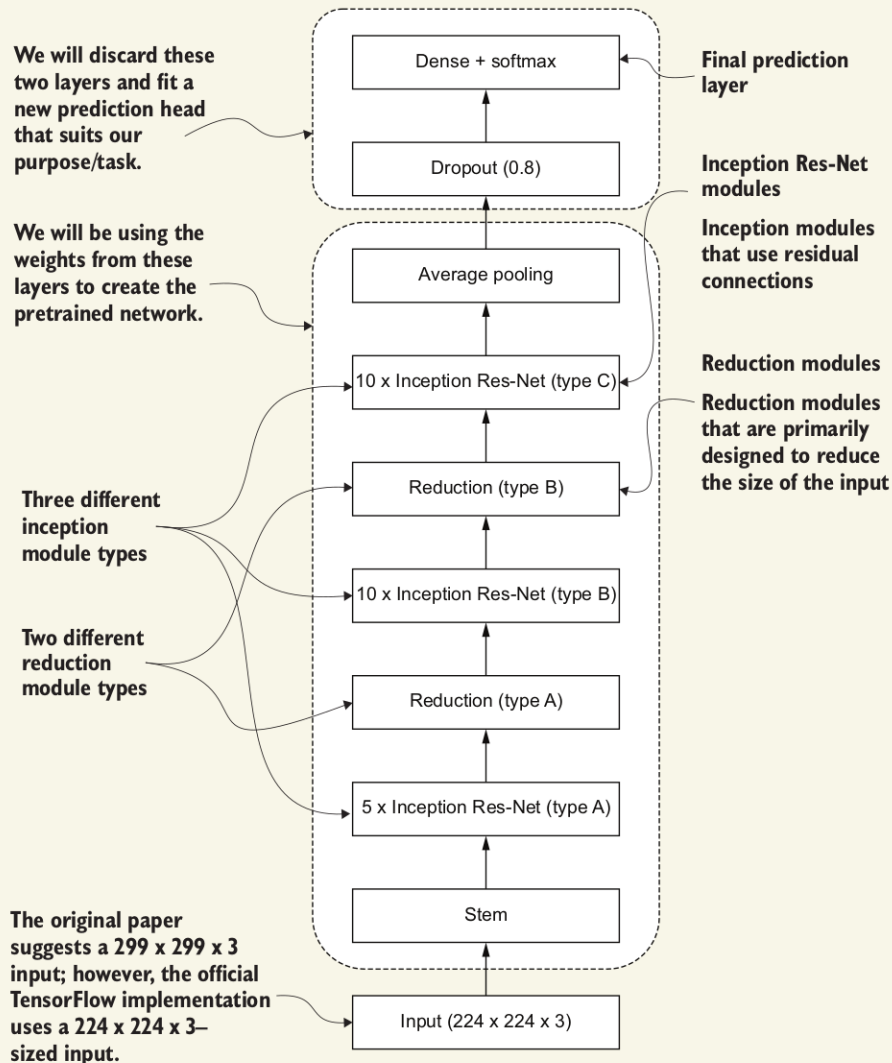 We will discard these
two layers and fit a
new prediction head
that suits our
purpose/task.
Dense + softmax
Final prediction
layer
Dropout (0.8)
Inception Res-Net
modules
Inception modules
that use residual
connections
We will be using the
weights from these
layers to create the
pretrained network.
Average pooling
10 x Inception Res-Net (type C)
Reduction modules
Reduction modules
that are primarily
designed to reduce
the size of the input
Reduction (type B)
Three different
inception
module types
10 x Inception Res-Net (type B)
Two different
reduction
module types
Reduction (type A)
5 x Inception Res-Net (type A)
Stem
The original paper
suggests a 299 x 299 x 3
input; however, the official
TensorFlow implementation
uses a 224 x 224 x 3–
sized input.
Input (224 x 224 x 3)